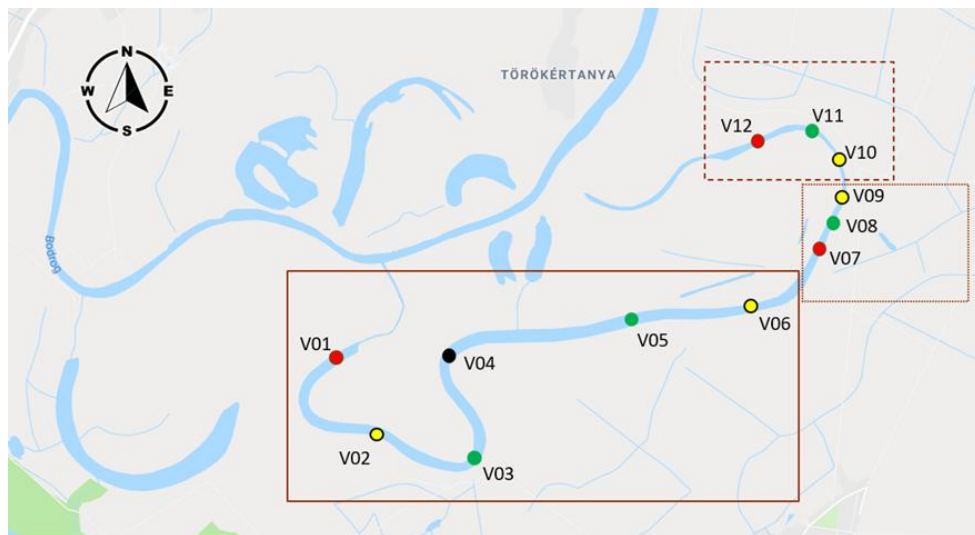 N
W
E
S
TÖRÖKÉRTANYA
V12
V11
V10
V09
V08
V07
Bodrog
V06
V05
V01
V04
V02
V03